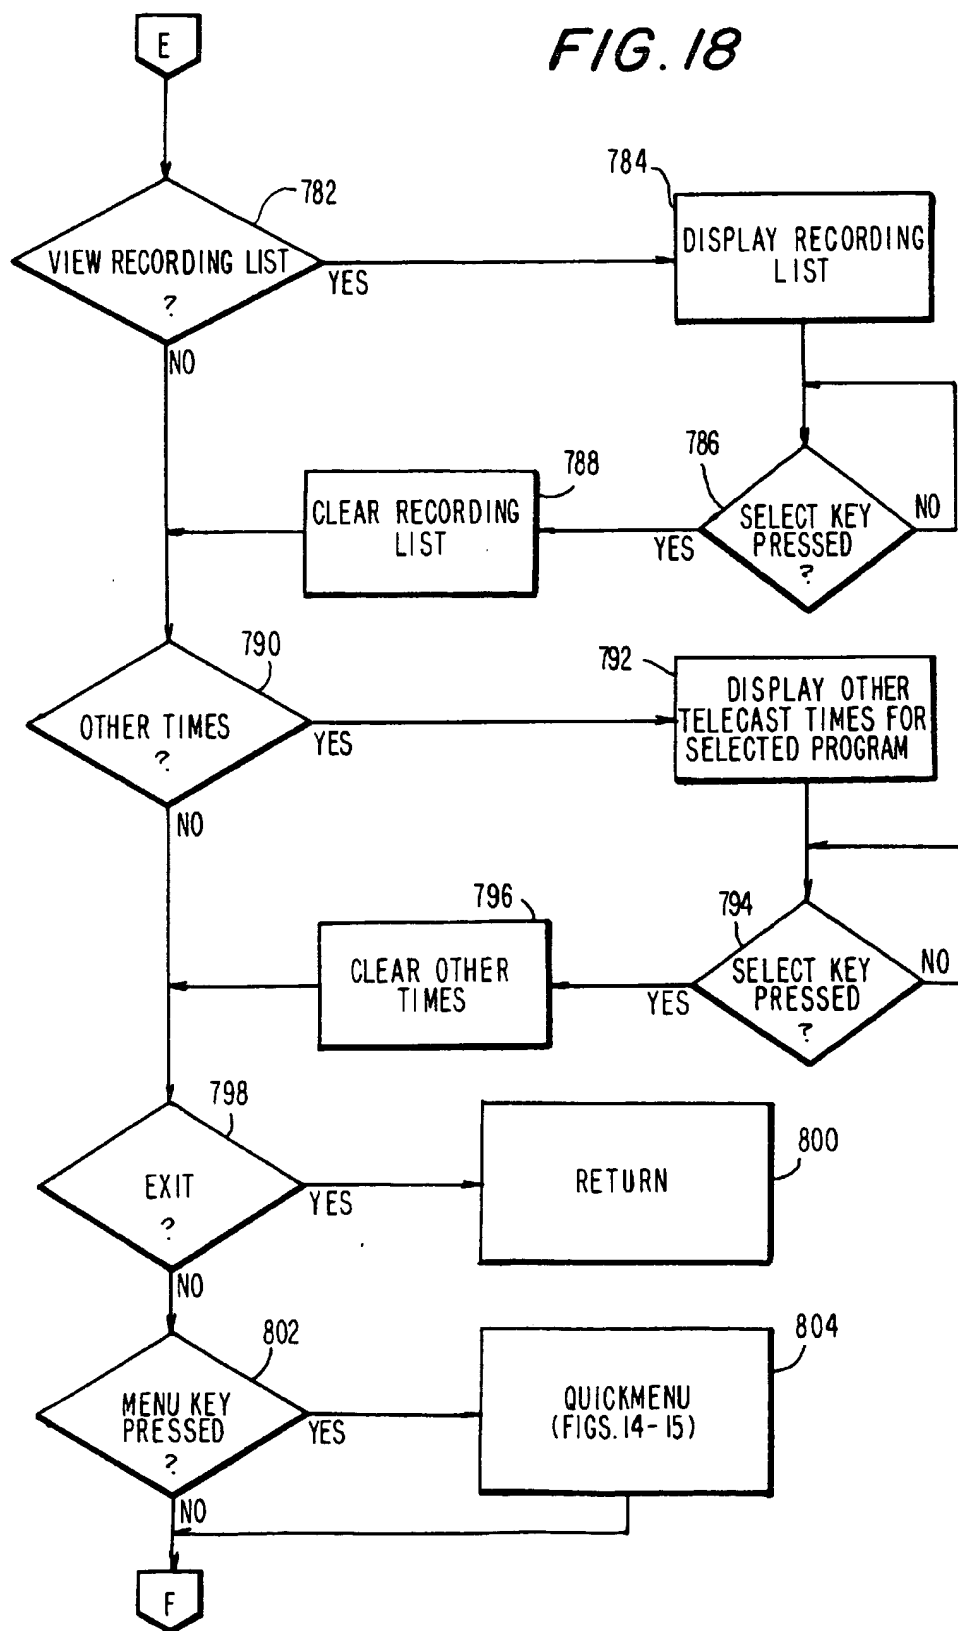 FIG. 18
E
782
VIEW RECORDING LIST
?
YES
NO
784
DISPLAY RECORDING
LIST
786
SELECT KEY
PRESSED
?
NO
YES
788
CLEAR RECORDING
LIST
790
OTHER TIMES
?
YES
NO
792
DISPLAY OTHER
TELECAST TIMES FOR
SELECTED PROGRAM
794
SELECT KEY
PRESSED
?
NO
YES
796
CLEAR OTHER
TIMES
798
EXIT
?
YES
NO
800
RETURN
802
MENU KEY
PRESSED
?
YES
NO
804
QUICKMENU
(FIGS. 14-15)
F